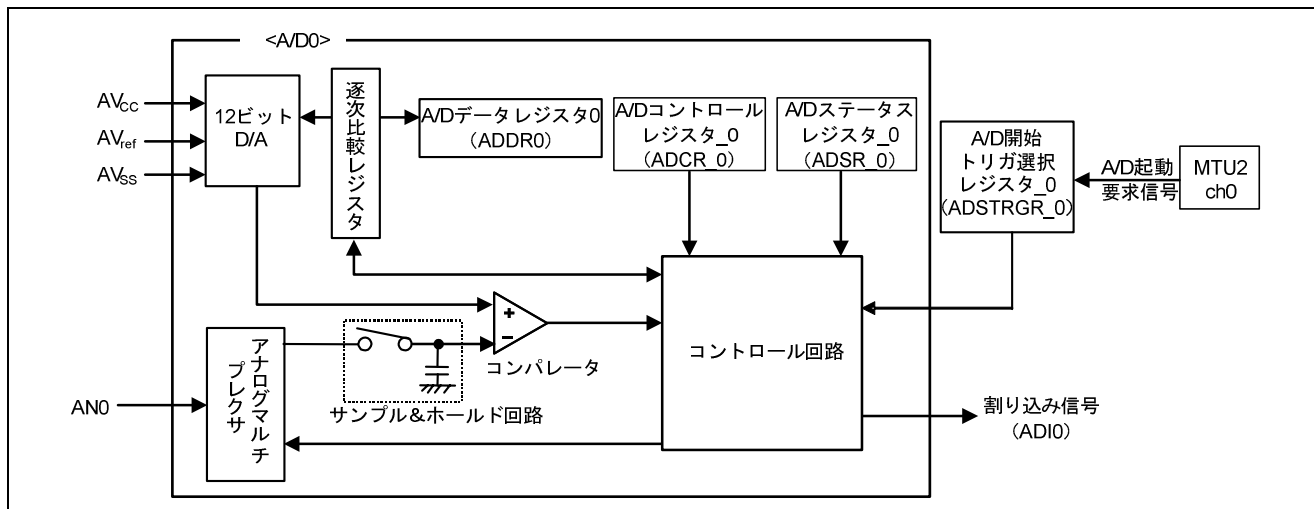 <A/D0>
AVCC
AVref
AVSS
12ビット
D/A
逐次比較レジスタ
A/Dデータレジスタ0
(ADDR0)
A/Dコントロール
レジスタ_0
(ADCR_0)
A/Dステータス
レジスタ_0
(ADSR_0)
A/D開始
トリガ選択
レジスタ_0
(ADSTRGR_0)
A/D起動
要求信号
MTU2
ch0
+
−
コンパレータ
コントロール回路
アナログマルチ
プレクサ
サンプル&ホールド回路
AN0
割り込み信号
(ADI0)